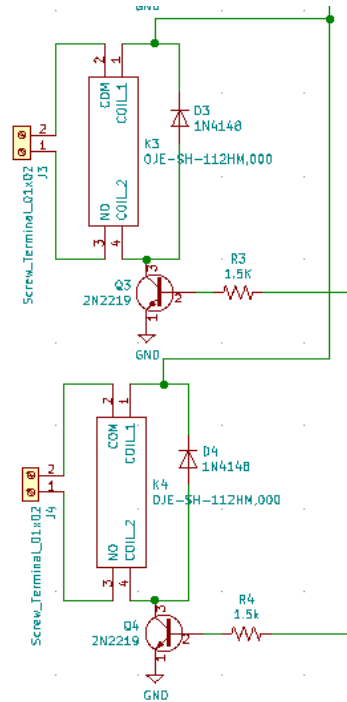 GND
2
1
COM
COIL_1
D3
1N4148
2
1
K3
OJE-SH-112HM,000
NO
COIL_2
J3
Screw_Terminal_01x02
3
4
Q3
2N2219
3
2
1
R3
1.5K
GND
2
1
COM
COIL_1
D4
1N4148
2
1
K4
OJE-SH-112HM,000
NO
COIL_2
J4
Screw_Terminal_01x02
3
4
Q4
2N2219
3
2
1
R4
1.5k
GND